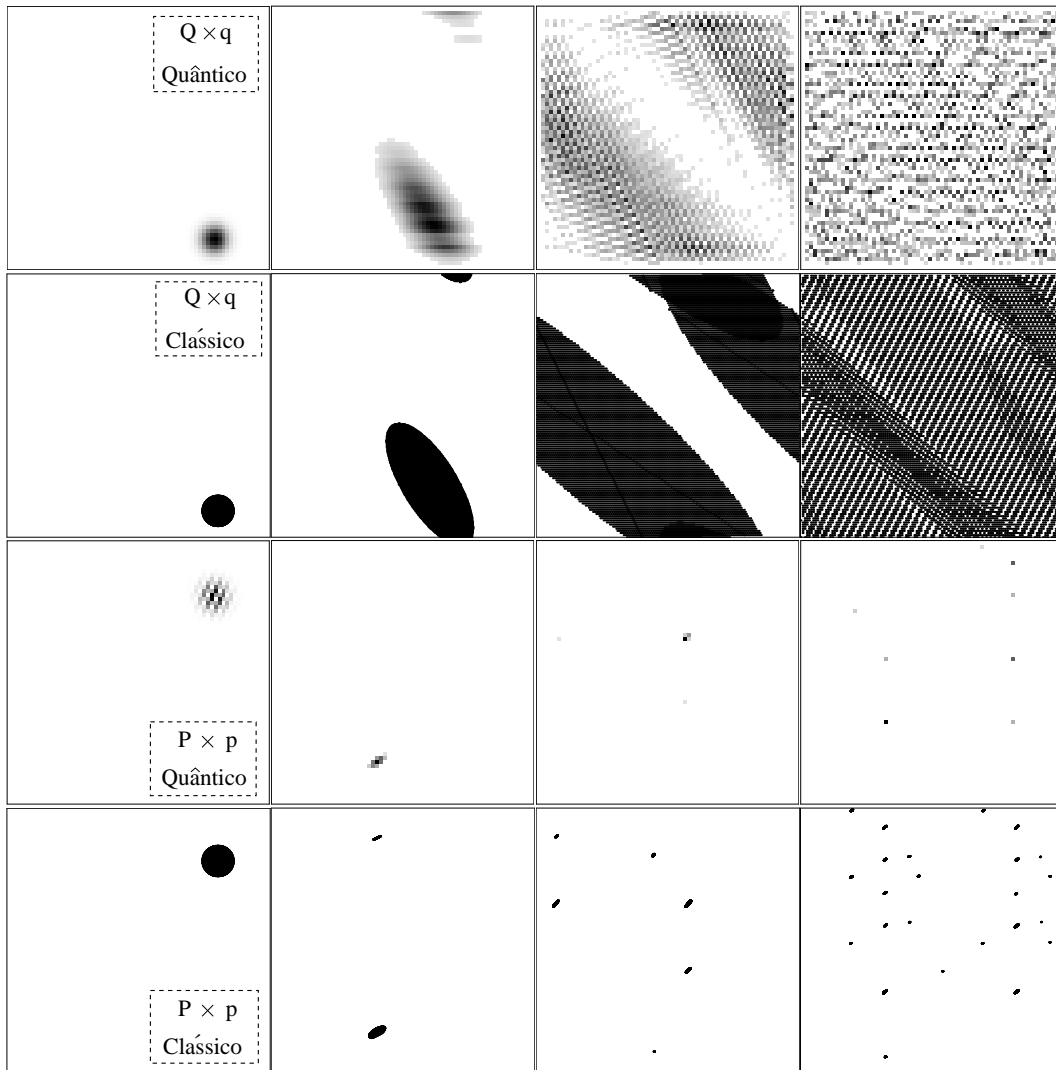 Q × q
Quântico
Q × q
Clássico
P × p
Quântico
P × p
Clássico